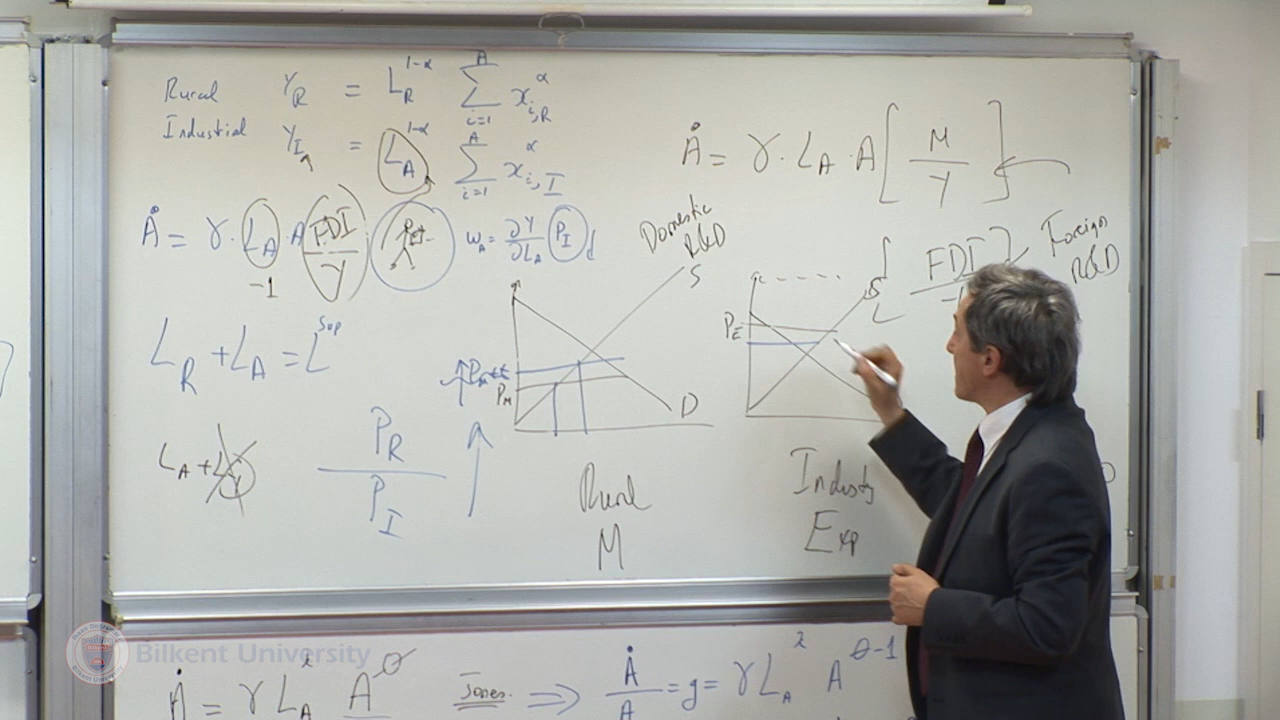 Rural Y_R = L_R^{1-α} Σ_{i=1}^{A} x_{i,R}^α
Industrial Y_I = L_A^{1-α} Σ_{i=1}^{A} x_{i,I}^α
Å = γ · L_A · A [ M / Y ]
Å = γ · L_A · A ( FDI / Y ) W_A = ∂Y / ∂L_A P_I
-1
Domestic R&D
FDI
Foreign R&D
L_R + L_A = L^{Sup}
S
S
P_M
D
P_E
L_A + L_Y
P_R / P_I
Rural
M
Industy
Exp
Å = γ L_A^λ A^∅ Jones. ⇒ Å / A = g = γ L_A^λ A^{∅-1}
Bilkent University